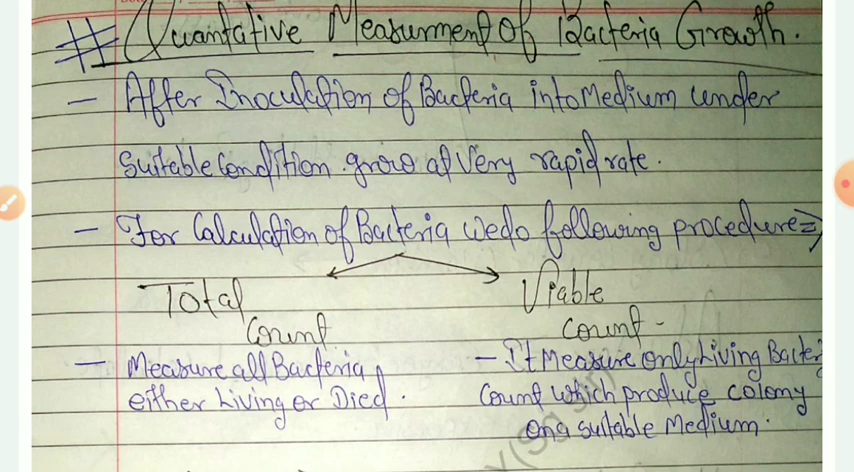 # Quantative Measurment of Bacteria Growth.
- After Inoculation of Bacteria into Medium under
Suitable Condition grow at Very rapid rate.
- For Calculation of Bacteria we do following procedure ⇒
Total
Count
- Measure all Bacteria
either Living or Died.
Viable
Count -
- It Measure only Living Bacter
Count which produce colony
on a suitable Medium.